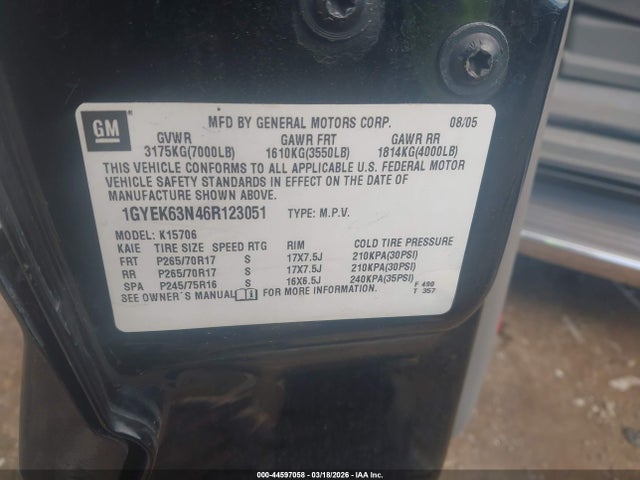 GM
MFD BY GENERAL MOTORS CORP. 08/05
GVWR GAWR FRT GAWR RR
3175KG(7000LB) 1610KG(3550LB) 1814KG(4000LB)
THIS VEHICLE CONFORMS TO ALL APPLICABLE U.S. FEDERAL MOTOR
VEHICLE SAFETY STANDARDS IN EFFECT ON THE DATE OF
MANUFACTURE SHOWN ABOVE.
1GYEK63N46R123051 TYPE: M.P.V.
MODEL: K15706
KAIE TIRE SIZE SPEED RTG RIM COLD TIRE PRESSURE
FRT P265/70R17 S 17X7.5J 210KPA(30PSI)
RR P265/70R17 S 17X7.5J 210KPA(30PSI)
SPA P245/75R16 S 16X6.5J 240KPA(35PSI)
SEE OWNER'S MANUAL FOR MORE INFORMATION.
F 490
T 357
000-44597058 | 03/18/2026 | IAA Inc.